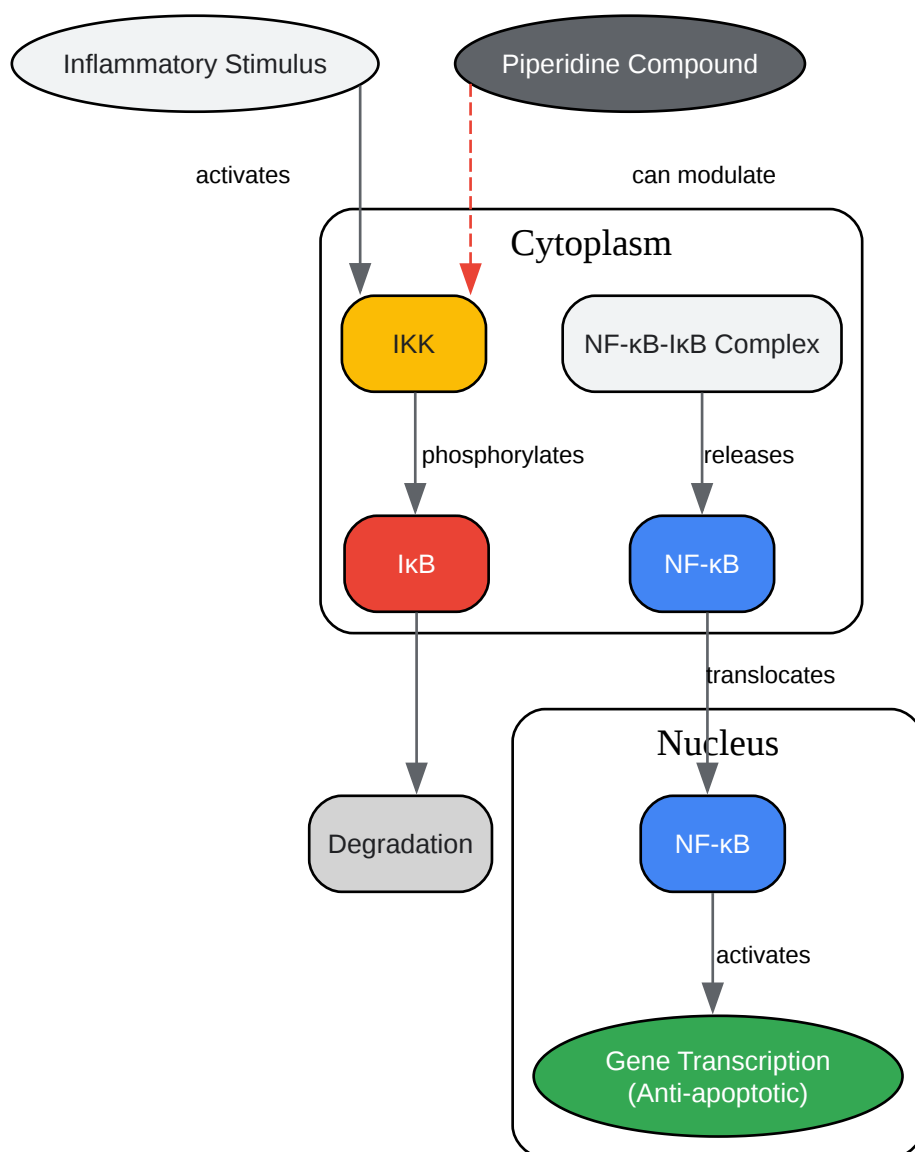 Inflammatory Stimulus
Piperidine Compound
activates
can modulate
Cytoplasm
IKK
NF-κB-IκB Complex
phosphorylates
releases
IκB
NF-κB
translocates
Nucleus
Degradation
NF-κB
activates
Gene Transcription
(Anti-apoptotic)